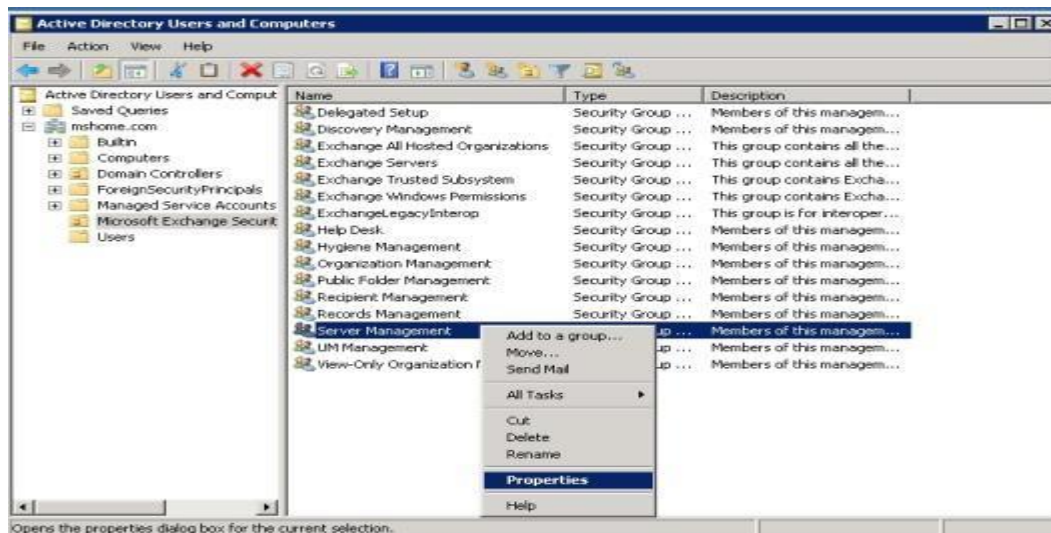 Active Directory Users and Computers
File Action View Help
Active Directory Users and Comput
Saved Queries
mshome.com
Builtin
Computers
Domain Controllers
ForeignSecurityPrincipals
Managed Service Accounts
Microsoft Exchange Securit
Users
Name Type Description
Delegated Setup Security Group ... Members of this managem...
Discovery Management Security Group ... Members of this managem...
Exchange All Hosted Organizations Security Group ... This group contains all the...
Exchange Servers Security Group ... This group contains all the...
Exchange Trusted Subsystem Security Group ... This group contains Excha...
Exchange Windows Permissions Security Group ... This group contains Excha...
ExchangeLegacyInterop Security Group ... This group is for interoper...
Help Desk Security Group ... Members of this managem...
Hygiene Management Security Group ... Members of this managem...
Organization Management Security Group ... Members of this managem...
Public Folder Management Security Group ... Members of this managem...
Recipient Management Security Group ... Members of this managem...
Records Management Security Group ... Members of this managem...
Server Management up ... Members of this managem...
UM Management up ... Members of this managem...
View-Only Organization M up ... Members of this managem...
Add to a group...
Move...
Send Mail
All Tasks
Cut
Delete
Rename
Properties
Help
Opens the properties dialog box for the current selection.